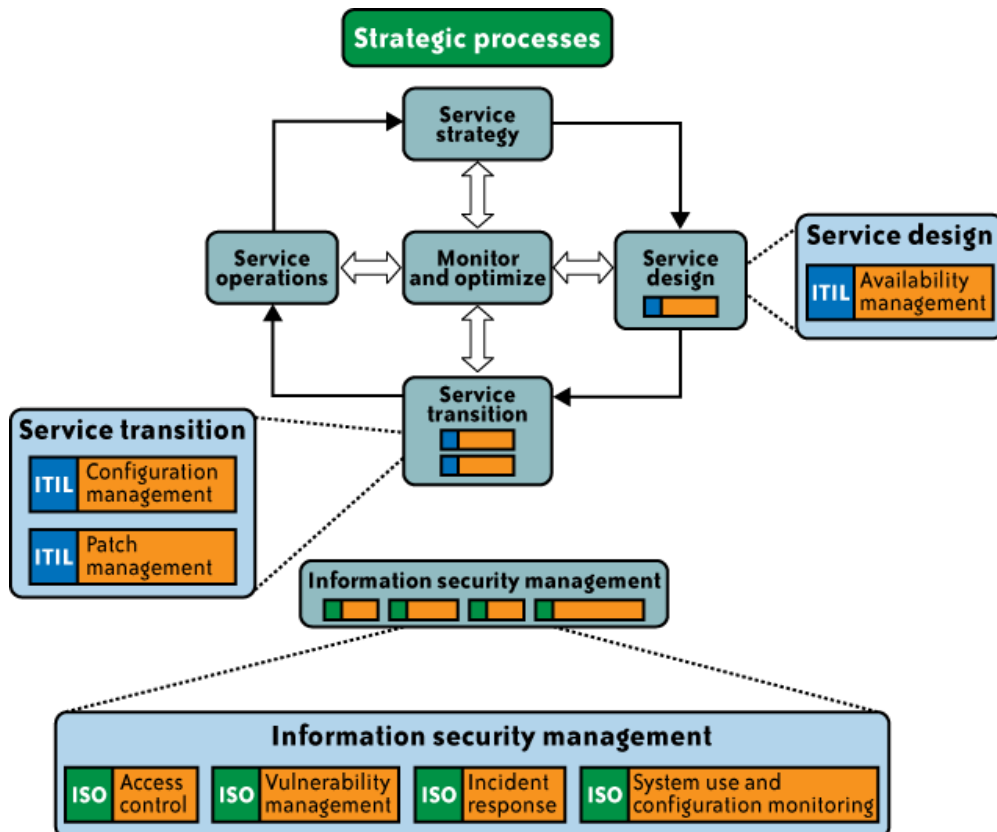 Strategic processes
Service
strategy
Service
operations
Monitor
and optimize
Service
design
Service design
ITIL
Availability
management
Service
transition
Service transition
ITIL
Configuration
management
ITIL
Patch
management
Information security management
Information security management
ISO
Access
control
ISO
Vulnerability
management
ISO
Incident
response
ISO
System use and
configuration monitoring